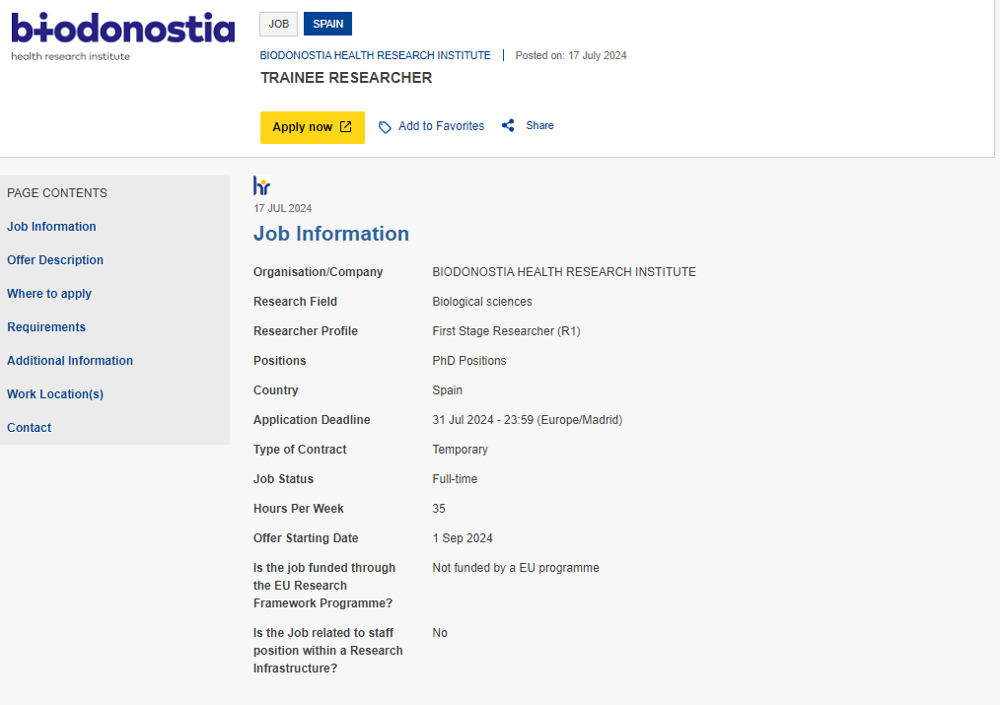 biodonostia
health research institute
JOB
SPAIN
BIODONOSTIA HEALTH RESEARCH INSTITUTE
Posted on: 17 July 2024
TRAINEE RESEARCHER
Apply now
Add to Favorites
Share
PAGE CONTENTS
Job Information
Offer Description
Where to apply
Requirements
Additional Information
Work Location(s)
Contact
hr
17 JUL 2024
Job Information
Organisation/Company BIODONOSTIA HEALTH RESEARCH INSTITUTE
Research Field Biological sciences
Researcher Profile First Stage Researcher (R1)
Positions PhD Positions
Country Spain
Application Deadline 31 Jul 2024 - 23:59 (Europe/Madrid)
Type of Contract Temporary
Job Status Full-time
Hours Per Week 35
Offer Starting Date 1 Sep 2024
Is the job funded through Not funded by a EU programme
the EU Research
Framework Programme?
Is the Job related to staff No
position within a Research
Infrastructure?